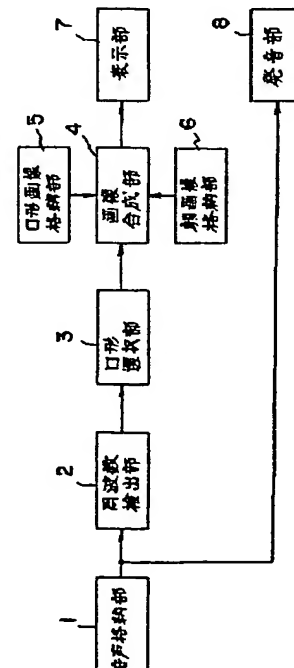 1
音声格納部
2
周波数
検出部
3
口形
選択部
4
画像
合成部
5
口形画像
格納部
6
顔画像
格納部
7
表示部
8
発音部